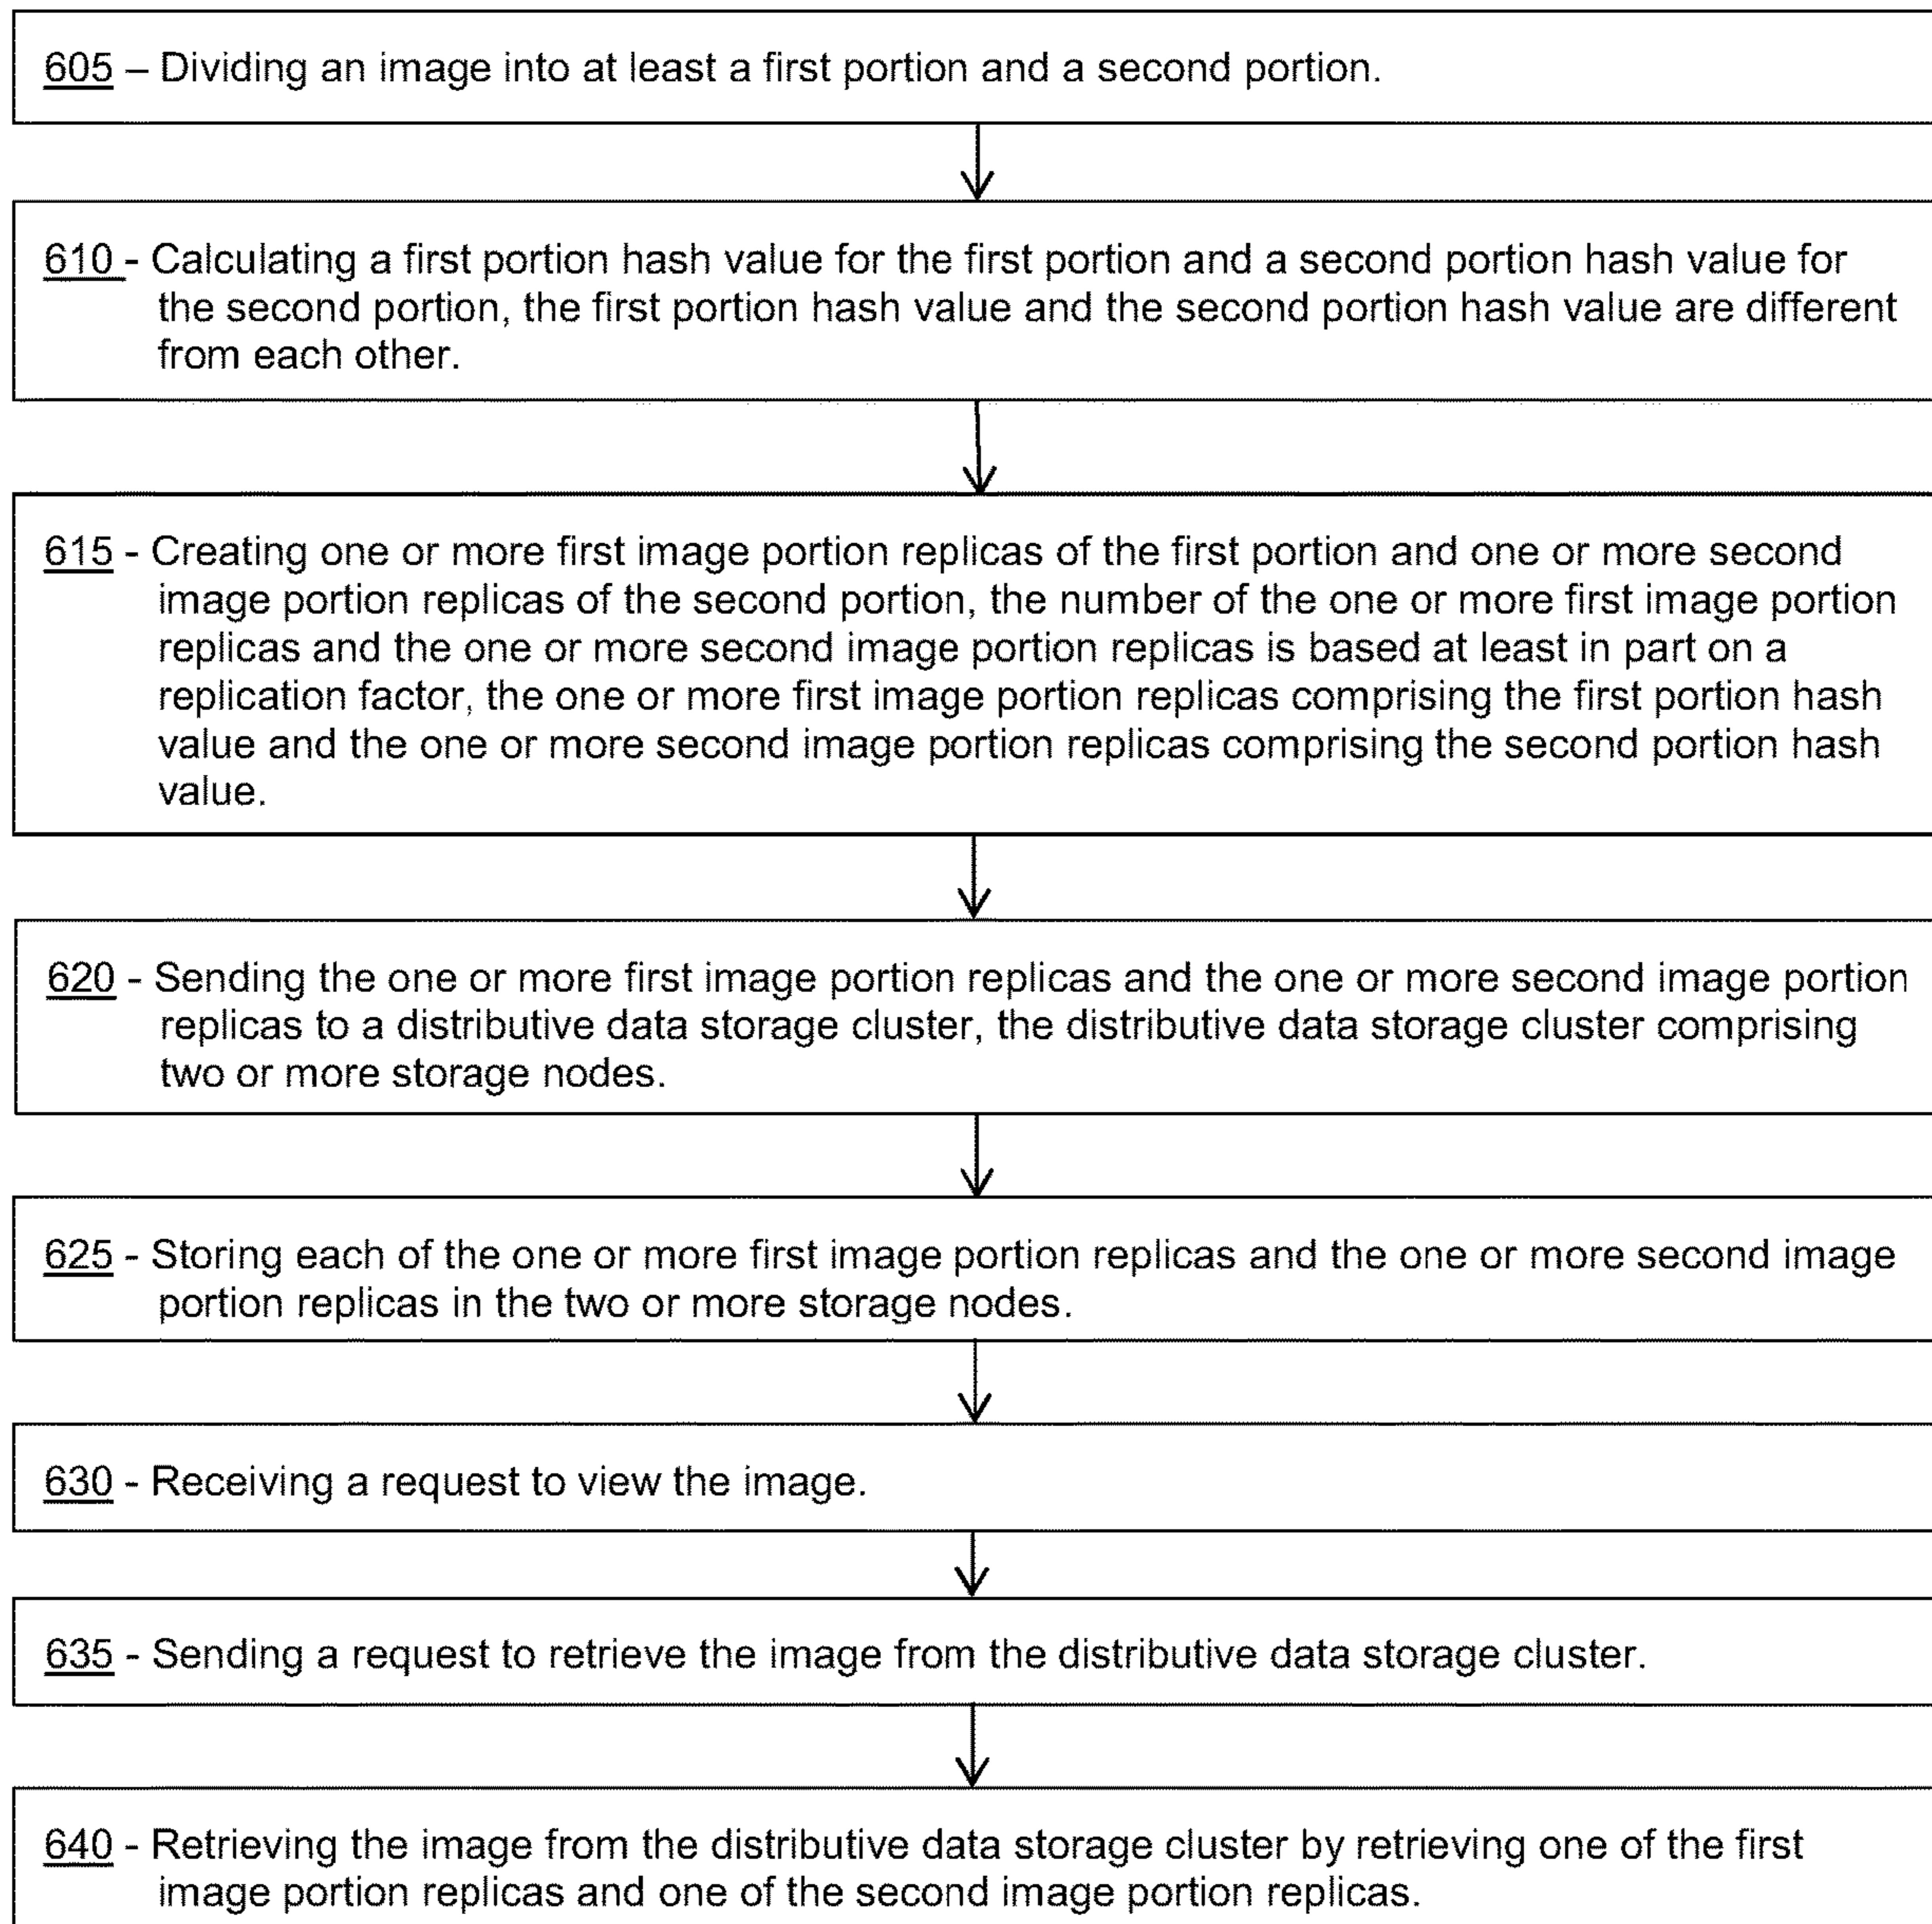 605 – Dividing an image into at least a first portion and a second portion.
610 - Calculating a first portion hash value for the first portion and a second portion hash value for
the second portion, the first portion hash value and the second portion hash value are different
from each other.
615 - Creating one or more first image portion replicas of the first portion and one or more second
image portion replicas of the second portion, the number of the one or more first image portion
replicas and the one or more second image portion replicas is based at least in part on a
replication factor, the one or more first image portion replicas comprising the first portion hash
value and the one or more second image portion replicas comprising the second portion hash
value.
620 - Sending the one or more first image portion replicas and the one or more second image portion
replicas to a distributive data storage cluster, the distributive data storage cluster comprising
two or more storage nodes.
625 - Storing each of the one or more first image portion replicas and the one or more second image
portion replicas in the two or more storage nodes.
630 - Receiving a request to view the image.
635 - Sending a request to retrieve the image from the distributive data storage cluster.
640 - Retrieving the image from the distributive data storage cluster by retrieving one of the first
image portion replicas and one of the second image portion replicas.